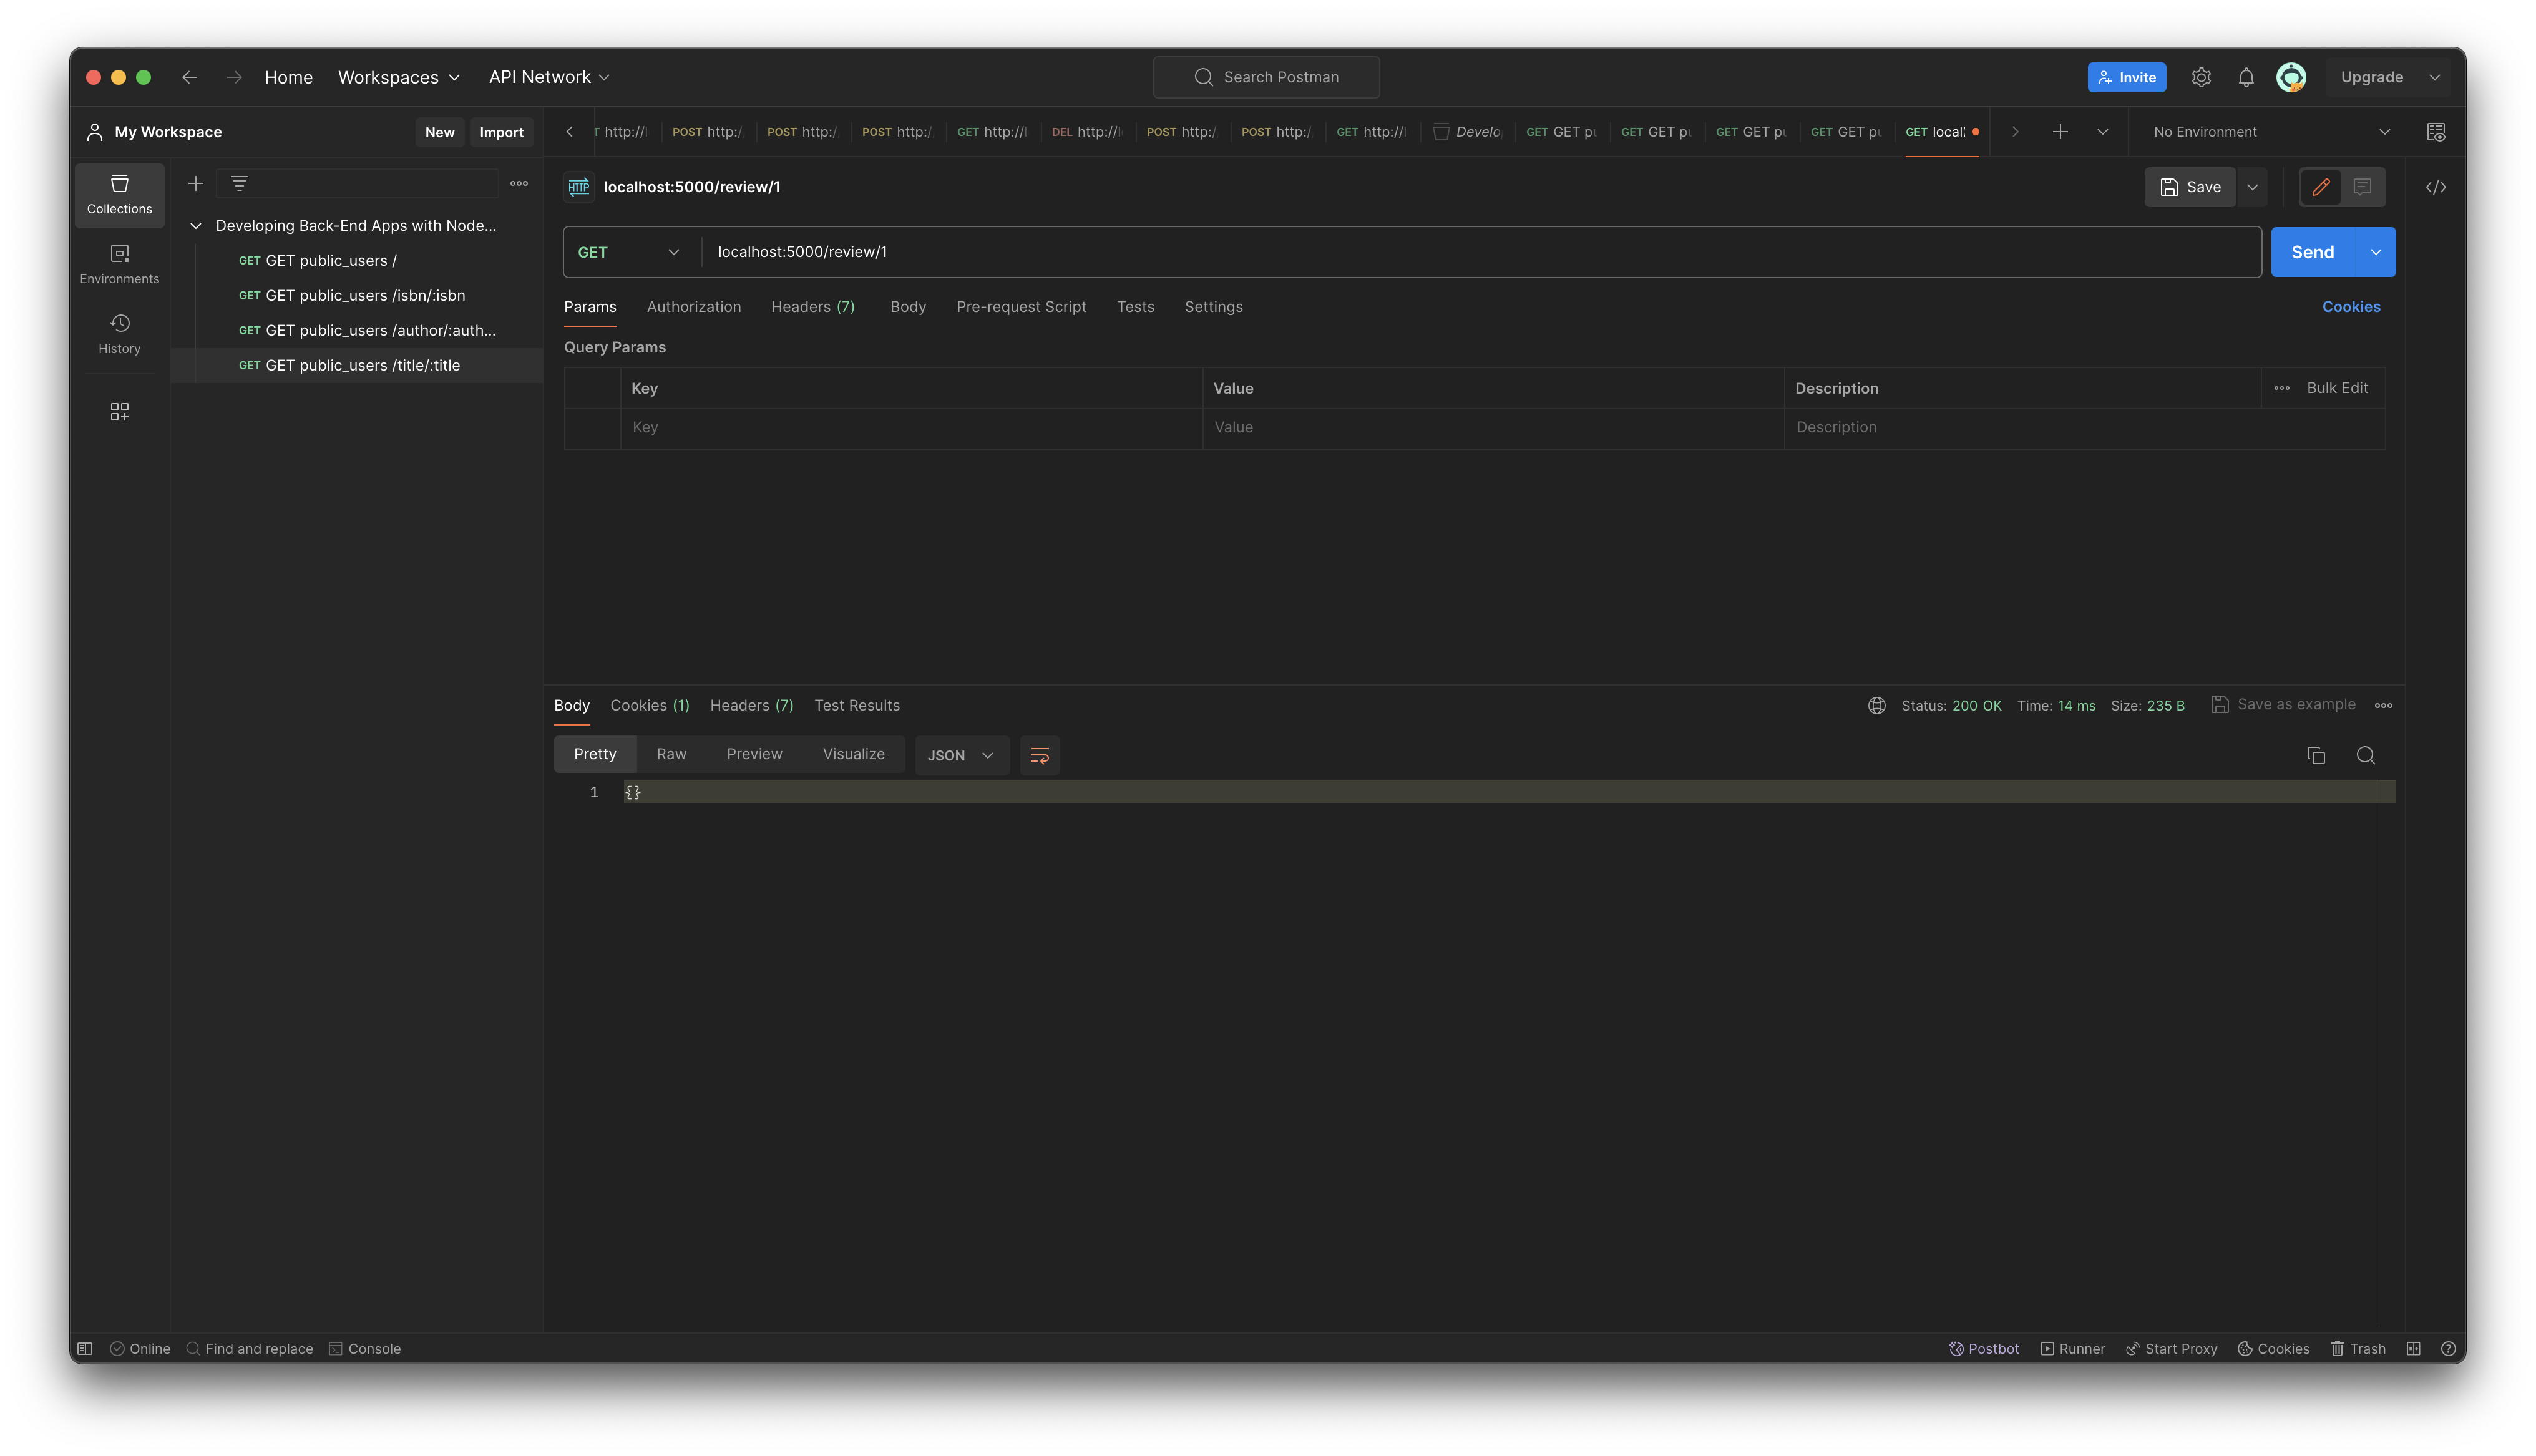 Home Workspaces API Network Search Postman Invite Upgrade
My Workspace New Import
http:// POST http:/ POST http:/ POST http:/ GET http:// DEL http:// POST http:/ POST http:/ GET http:// Develo GET GET pu GET GET pu GET GET pu GET GET pu GET local No Environment
Collections
Environments
History
Developing Back-End Apps with Node...
GET GET public_users /
GET GET public_users /isbn/:isbn
GET GET public_users /author/:auth...
GET GET public_users /title/:title
HTTP localhost:5000/review/1 Save
GET localhost:5000/review/1 Send
Params Authorization Headers (7) Body Pre-request Script Tests Settings Cookies
Query Params
Key Value Description Bulk Edit
Key Value Description
Body Cookies (1) Headers (7) Test Results Status: 200 OK Time: 14 ms Size: 235 B Save as example
Pretty Raw Preview Visualize JSON
1 {}
Online Find and replace Console Postbot Runner Start Proxy Cookies Trash